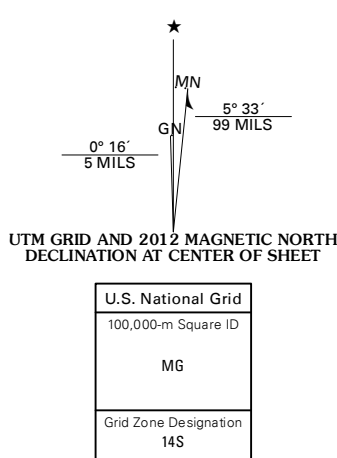 ★
MN
5° 33´
99 MILS
GN
0° 16´
5 MILS
UTM GRID AND 2012 MAGNETIC NORTH
DECLINATION AT CENTER OF SHEET
U.S. National Grid
100,000-m Square ID
MG
Grid Zone Designation
14S